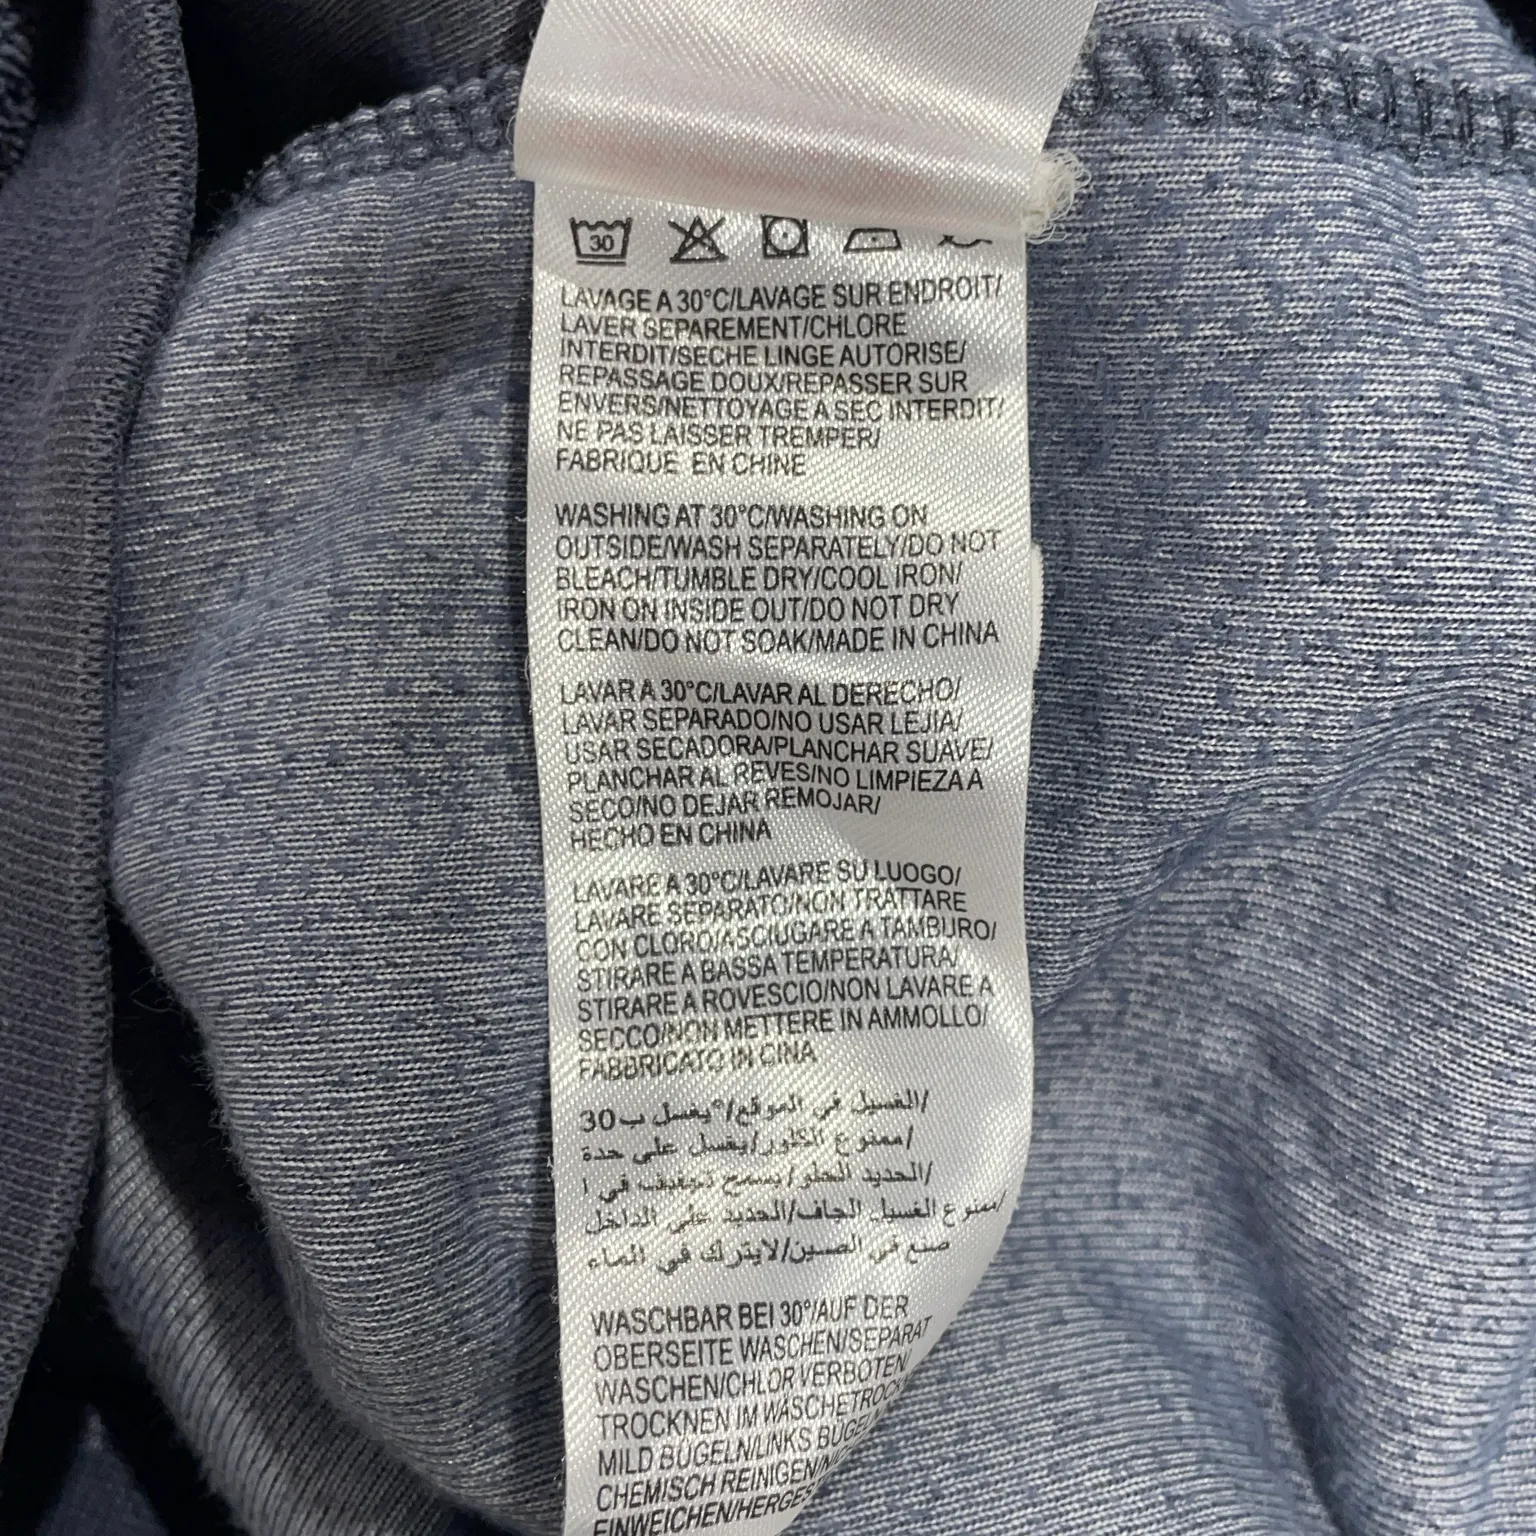 30
LAVAGE A 30°C/LAVAGE SUR ENDROIT/
LAVER SEPAREMENT/CHLORE
INTERDIT/SECHE LINGE AUTORISE/
REPASSAGE DOUX/REPASSER SUR
ENVERS/NETTOYAGE A SEC INTERDIT/
NE PAS LAISSER TREMPER/
FABRIQUE EN CHINE
WASHING AT 30°C/WASHING ON
OUTSIDE/WASH SEPARATELY/DO NOT
BLEACH/TUMBLE DRY/COOL IRON/
IRON ON INSIDE OUT/DO NOT DRY
CLEAN/DO NOT SOAK/MADE IN CHINA
LAVAR A 30°C/LAVAR AL DERECHO/
LAVAR SEPARADO/NO USAR LEJIA/
USAR SECADORA/PLANCHAR SUAVE/
PLANCHAR AL REVES/NO LIMPIEZA A
SECO/NO DEJAR REMOJAR/
HECHO EN CHINA
LAVARE A 30°C/LAVARE SU LUOGO/
LAVARE SEPARATO/NON TRATTARE
CON CLORO/ASCIUGARE A TAMBURO/
STIRARE A BASSA TEMPERATURA/
STIRARE A ROVESCIO/NON LAVARE A
SECCO/NON METTERE IN AMMOLLO/
FABBRICATO IN CINA
/الغسيل في الموقع/°يغسل ب 30
/ممنوع الكلور/يغسل على حدة
/الحديد الحلو/يسمح تجفيف في ا
/ممنوع الغسيل الجاف/الحديد على الداخل
صنع في الصين/لايترك في الماء
WASCHBAR BEI 30°/AUF DER
OBERSEITE WASCHEN/SEPARAT
WASCHEN/CHLOR VERBOTEN/
TROCKNEN IM
MILD BUGELN/LINKS
CHEMISCH REINIGEN/
EINWEICHEN/